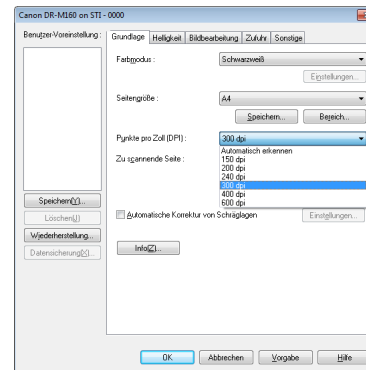 Canon DR-M160 on STI - 0000
Benutzer-Voreinstellung :
Grundlage Helligkeit Bildbearbeitung Zufuhr Sonstige
Farbmodus : Schwarzweiß
Einstellungen...
Seitengröße : A4
Speichern... Bereich...
Punkte pro Zoll (DPI) : 300 dpi
Automatisch erkennen
150 dpi
Zu scannende Seite :
200 dpi
240 dpi
300 dpi
400 dpi
600 dpi
Speichern(Y)...
Löschen(J)
Wiederherstellung...
Datensicherung(X)...
Automatische Korrektur von Schräglagen Einstellungen...
Info(Z)...
OK Abbrechen Vorgabe Hilfe